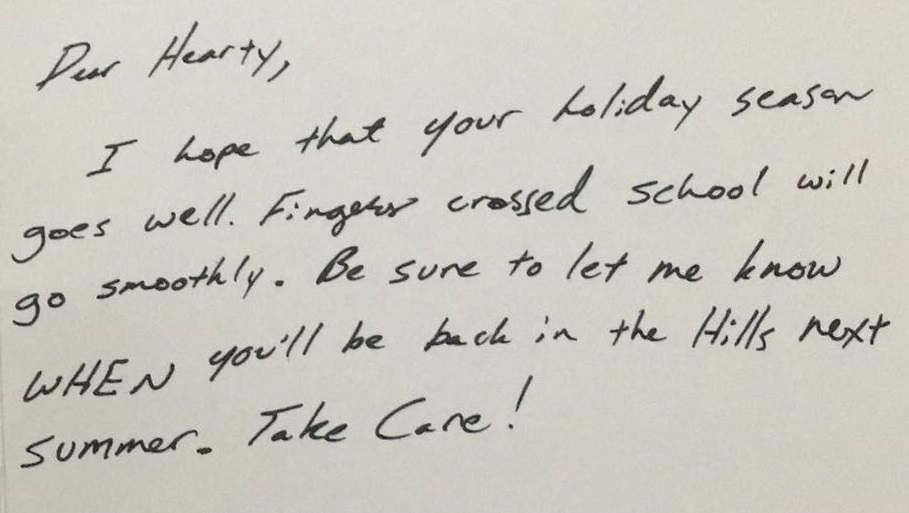 Dear Hearty,
I hope that your holiday season
goes well. Fingers crossed school will
go smoothly. Be sure to let me know
WHEN you'll be back in the Hills next
summer. Take Care!